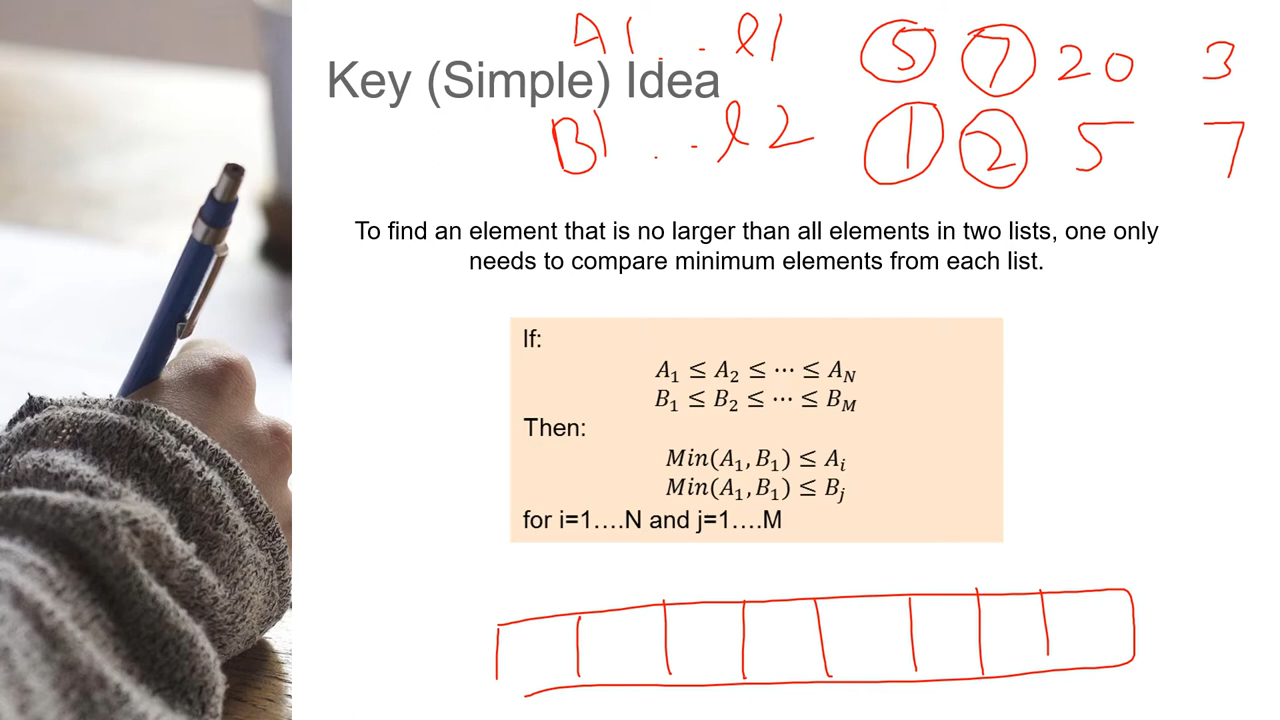 A1 . . l1 5 7 20 3
Key (Simple) Idea
B1 . . l2 1 2 5 7
To find an element that is no larger than all elements in two lists, one only
needs to compare minimum elements from each list.
If:
A₁ ≤ A₂ ≤ ⋯ ≤ A_N
B₁ ≤ B₂ ≤ ⋯ ≤ B_M
Then:
Min(A₁, B₁) ≤ A_i
Min(A₁, B₁) ≤ B_j
for i=1….N and j=1….M